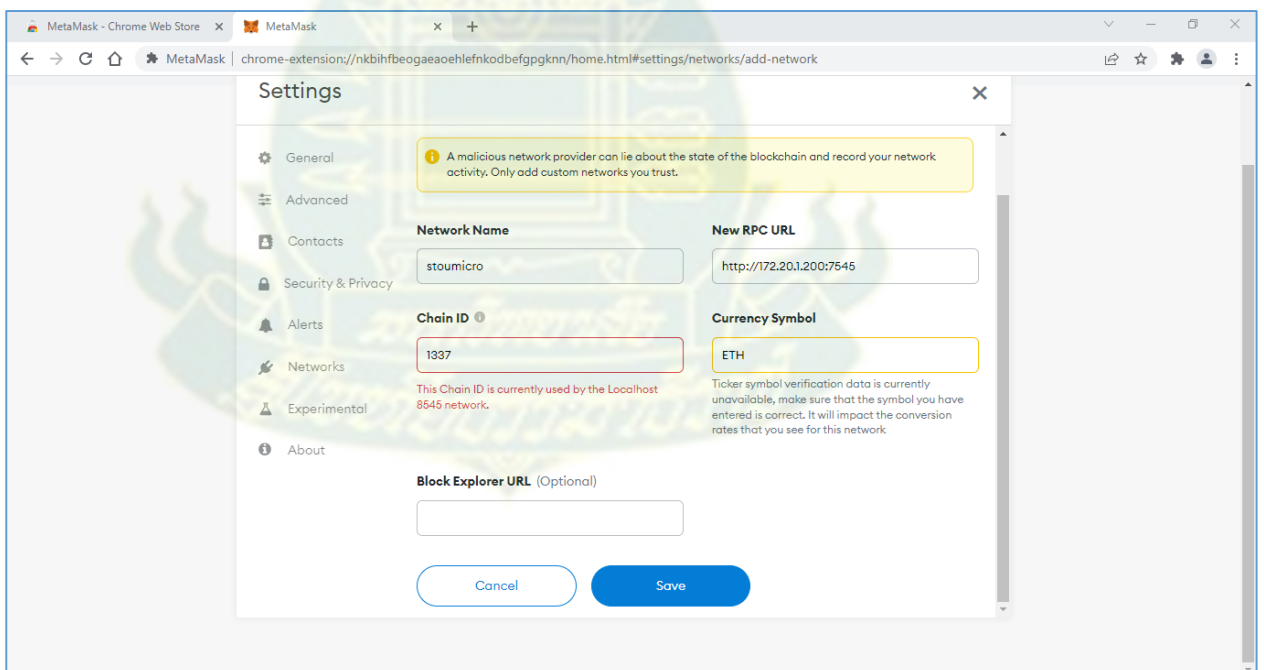 MetaMask - Chrome Web Store
MetaMask
MetaMask
chrome-extension://nkbihfbeogaeaoehlefnkodbefgpgknn/home.html#settings/networks/add-network
Settings
General
Advanced
Contacts
Security & Privacy
Alerts
Networks
Experimental
About
A malicious network provider can lie about the state of the blockchain and record your network
activity. Only add custom networks you trust.
Network Name
stoumicro
New RPC URL
http://172.20.1.200:7545
Chain ID
1337
This Chain ID is currently used by the Localhost
8545 network.
Currency Symbol
ETH
Ticker symbol verification data is currently
unavailable, make sure that the symbol you have
entered is correct. It will impact the conversion
rates that you see for this network
Block Explorer URL (Optional)
Cancel
Save